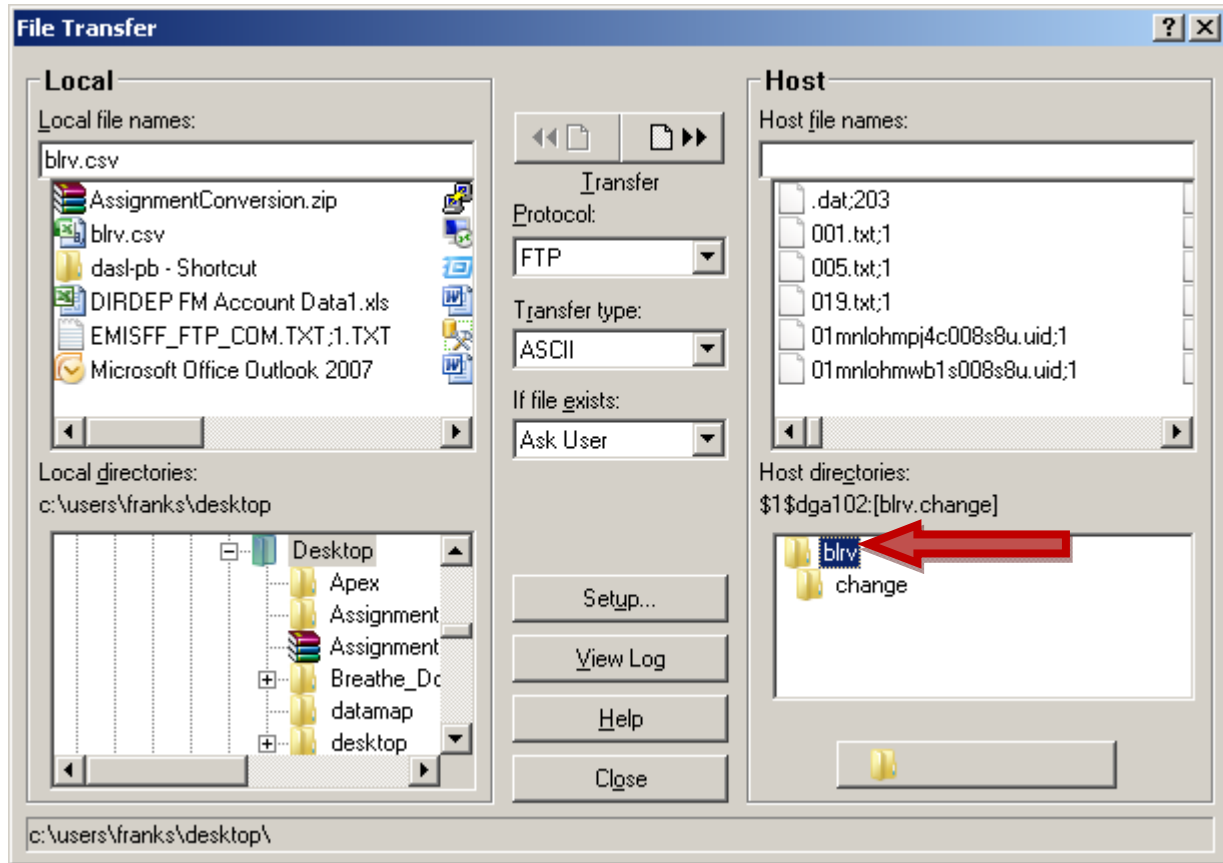 File Transfer
Local
Local file names:
blrv.csv
AssignmentConversion.zip
blrv.csv
dasl-pb - Shortcut
DIRDEP FM Account Data1.xls
EMISFF_FTP_COM.TXT;1.TXT
Microsoft Office Outlook 2007
Local directories:
c:\users\franks\desktop
Desktop
Apex
Assignment
Assignment
Breathe_Dc
datamap
desktop
Transfer
Protocol:
FTP
Transfer type:
ASCII
If file exists:
Ask User
Setup...
View Log
Help
Close
Host
Host file names:
.dat;203
001.txt;1
005.txt;1
019.txt;1
01mnlohmpj4c008s8u.uid;1
01mnlohmwb1s008s8u.uid;1
Host directories:
$1$dga102:[blrv.change]
blrv
change
c:\users\franks\desktop\